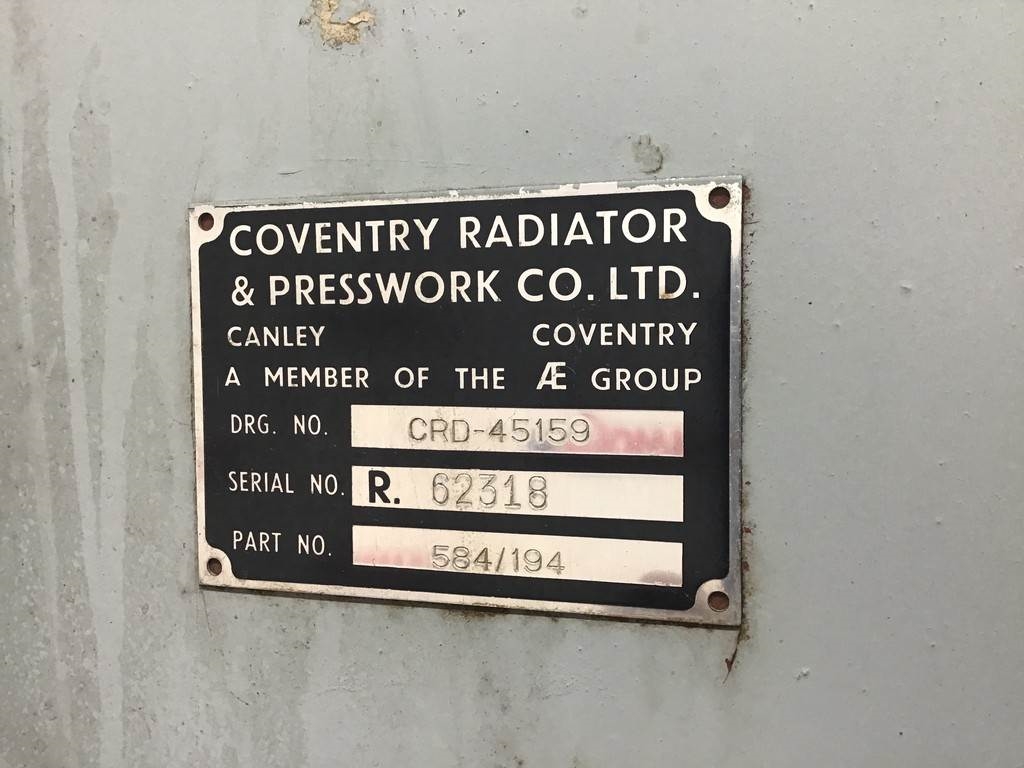 COVENTRY RADIATOR
& PRESSWORK CO. LTD.
CANLEY COVENTRY
A MEMBER OF THE Æ GROUP
DRG. NO. CRD-45159
SERIAL NO. R. 62318
PART NO. 584/194